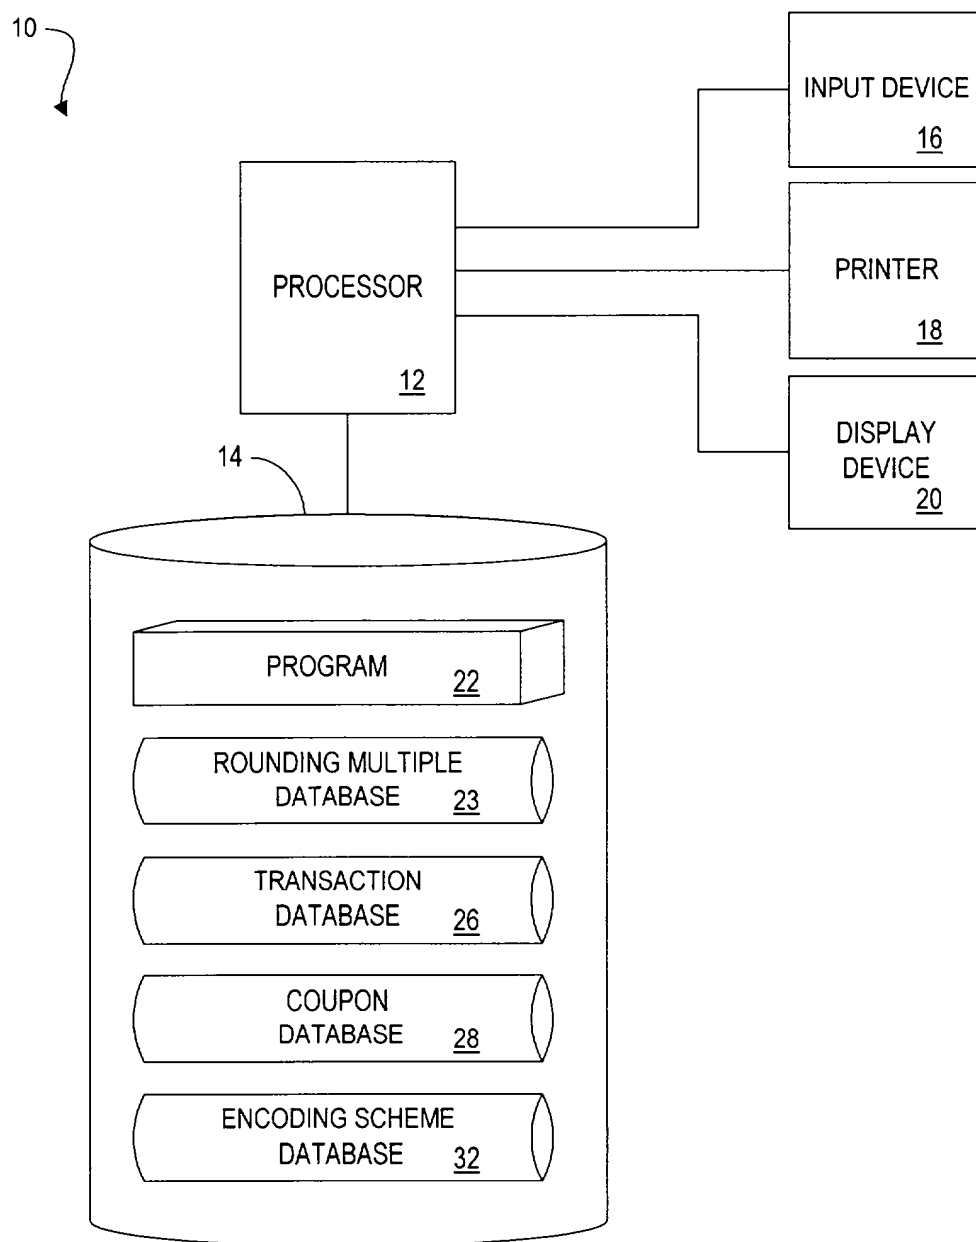 10
INPUT DEVICE
16
PROCESSOR
12
PRINTER
18
DISPLAY
DEVICE
20
14
PROGRAM
22
ROUNDING MULTIPLE
DATABASE 23
TRANSACTION
DATABASE 26
COUPON
DATABASE 28
ENCODING SCHEME
DATABASE 32